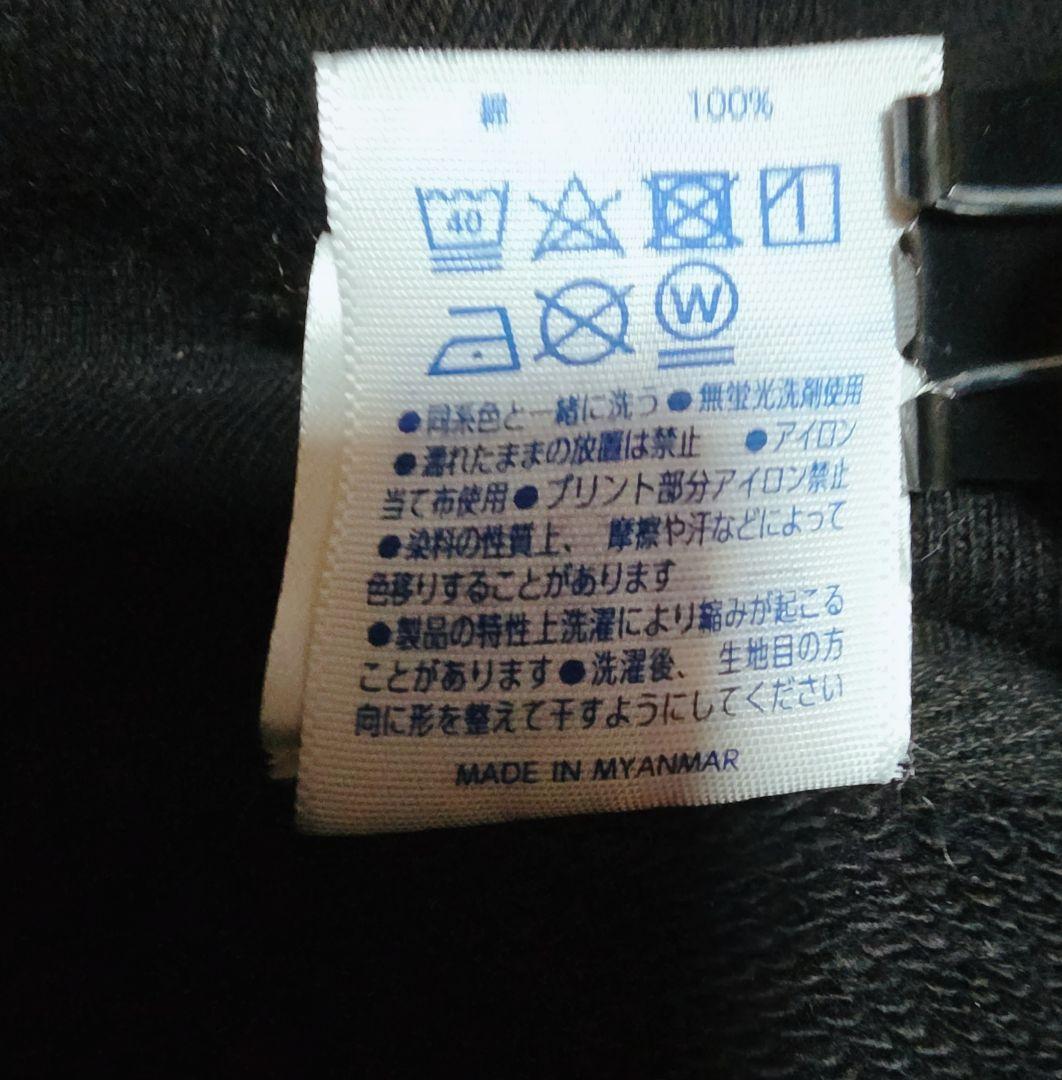 綿 100%
40
W
●同系色と一緒に洗う●無蛍光洗剤使用
●濡れたままの放置は禁止 ●アイロン
当て布使用●プリント部分アイロン禁止
●染料の性質上、摩擦や汗などによって
色移りすることがあります
●製品の特性上洗濯により縮みが起こる
ことがあります●洗濯後、生地目の方
向に形を整えて干すようにしてください
MADE IN MYANMAR